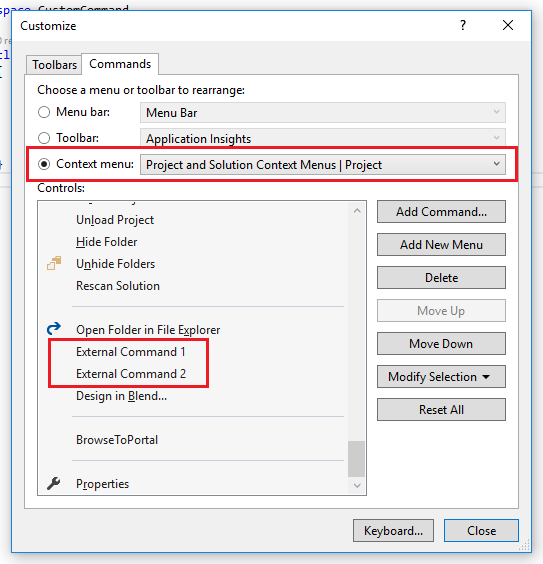 space CustomCommand
Customize
Toolbars Commands
Choose a menu or toolbar to rearrange:
Menu bar: Menu Bar
Toolbar: Application Insights
Context menu: Project and Solution Context Menus | Project
Controls:
Unload Project
Hide Folder
Unhide Folders
Rescan Solution
Open Folder in File Explorer
External Command 1
External Command 2
Design in Blend...
BrowseToPortal
Properties
Add Command...
Add New Menu
Delete
Move Up
Move Down
Modify Selection
Reset All
Keyboard...
Close